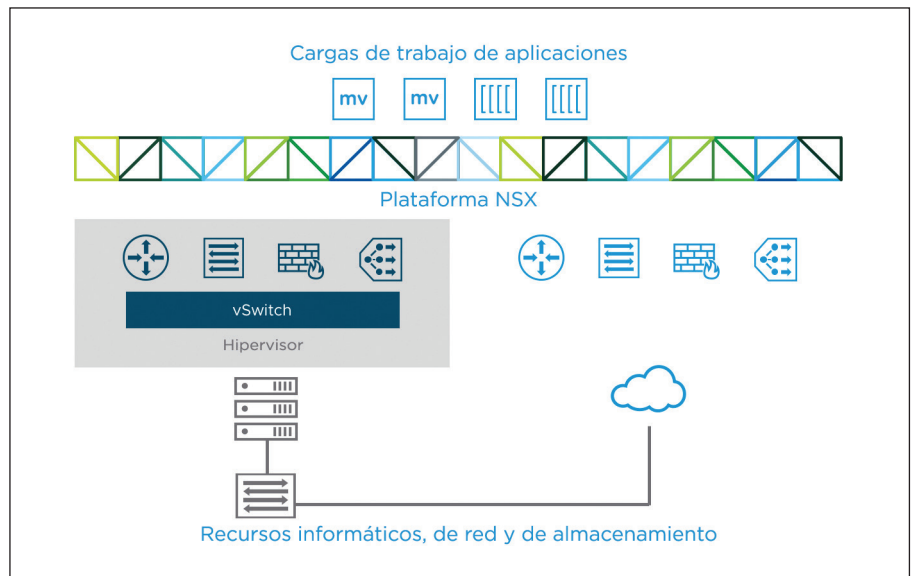 Cargas de trabajo de aplicaciones
mv mv
Plataforma NSX
vSwitch
Hipervisor
Recursos informáticos, de red y de almacenamiento